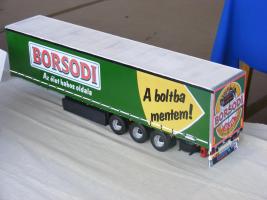 BORSODI
Az élet habos oldala
A boltba
mentem!
BORSODI